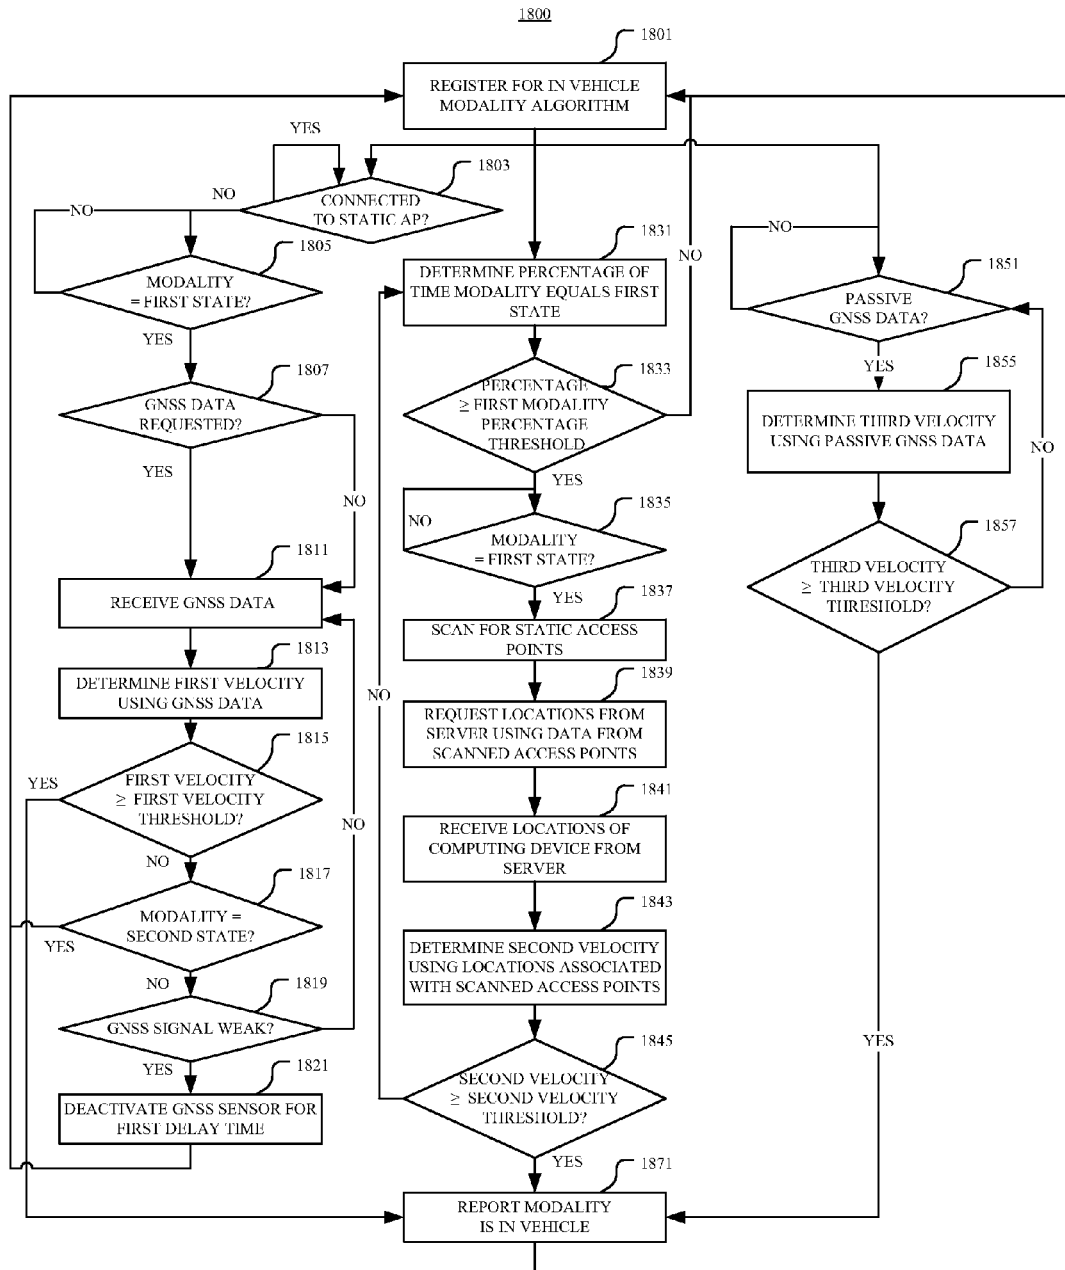 1800
1801
REGISTER FOR IN VEHICLE
MODALITY ALGORITHM
YES
1803
NO
CONNECTED
TO STATIC AP?
NO
1805
MODALITY
= FIRST STATE?
YES
1807
GNSS DATA
REQUESTED?
YES
NO
1811
RECEIVE GNSS DATA
1813
DETERMINE FIRST VELOCITY
USING GNSS DATA
1815
YES
FIRST VELOCITY
≥ FIRST VELOCITY
THRESHOLD?
NO
NO
1817
MODALITY =
SECOND STATE?
YES
NO
1819
GNSS SIGNAL WEAK?
YES
1821
DEACTIVATE GNSS SENSOR FOR
FIRST DELAY TIME
1831
NO
DETERMINE PERCENTAGE OF
TIME MODALITY EQUALS FIRST
STATE
1833
PERCENTAGE
≥ FIRST MODALITY
PERCENTAGE
THRESHOLD
YES
1835
NO
MODALITY
= FIRST STATE?
YES
1837
SCAN FOR STATIC ACCESS
POINTS
NO
1839
REQUEST LOCATIONS FROM
SERVER USING DATA FROM
SCANNED ACCESS POINTS
1841
RECEIVE LOCATIONS OF
COMPUTING DEVICE FROM
SERVER
1843
DETERMINE SECOND VELOCITY
USING LOCATIONS ASSOCIATED
WITH SCANNED ACCESS POINTS
1845
SECOND VELOCITY
≥ SECOND VELOCITY
THRESHOLD?
YES
1871
REPORT MODALITY
IS IN VEHICLE
NO
1851
PASSIVE
GNSS DATA?
YES
1855
DETERMINE THIRD VELOCITY
USING PASSIVE GNSS DATA
NO
1857
THIRD VELOCITY
≥ THIRD VELOCITY
THRESHOLD?
YES